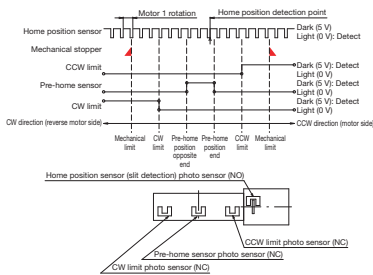 Motor 1 rotation
Home position detection point
Home position sensor
Dark (5 V)
Light (0 V): Detect
Mechanical stopper
CCW limit
Dark (5 V): Detect
Light (0 V)
Pre-home sensor
Dark (5 V): Detect
Light (0 V)
CW limit
Dark (5 V): Detect
Light (0 V)
CW direction (reverse motor side)
CCW direction (motor side)
Mechanical limit
CW limit
Pre-home position opposite end
Pre-home position end
CCW limit
Mechanical limit
Home position sensor (slit detection) photo sensor (NO)
CCW limit photo sensor (NC)
Pre-home sensor photo sensor (NC)
CW limit photo sensor (NC)